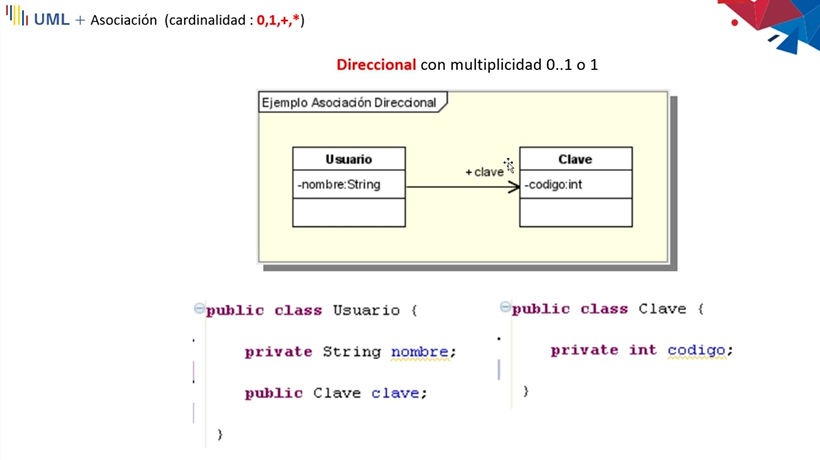 UML + Asociación (cardinalidad : 0,1,+,*)
Direccional con multiplicidad 0..1 o 1
Ejemplo Asociación Direccional
Usuario
-nombre:String
+ clave
Clave
-codigo:int
public class Usuario {
private String nombre;
public Clave clave;
}
public class Clave {
private int codigo;
}